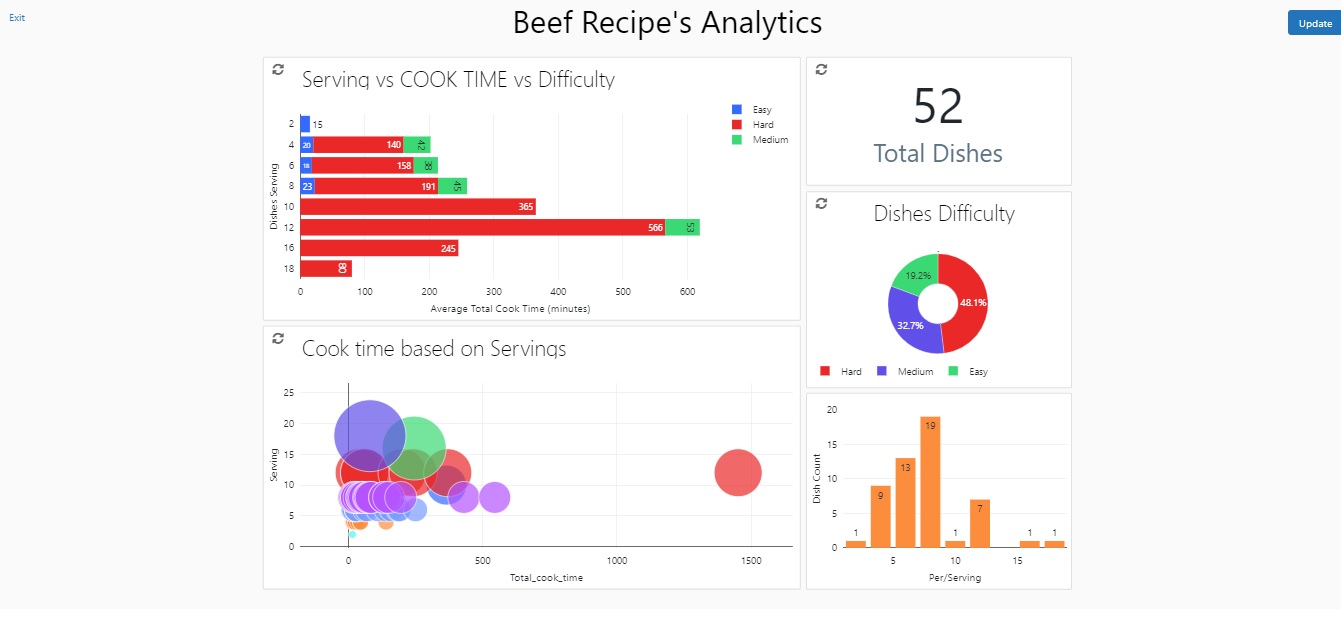 Exit
Beef Recipe's Analytics
Update
Serving vs COOK TIME vs Difficulty
Easy
Hard
Medium
Dishes Serving
2 15
4 20 140 42
6 18 158 38
8 23 191 45
10 365
12 566 53
16 245
18 80
0 100 200 300 400 500 600
Average Total Cook Time (minutes)
52
Total Dishes
Dishes Difficulty
19.2%
48.1%
32.7%
Hard Medium Easy
Cook time based on Servings
Serving
25
20
15
10
5
0
0 500 1000 1500
Total_cook_time
Dish Count
20
15
10
5
0
1 9 13 19 1 7 1 1
5 10 15
Per/Serving